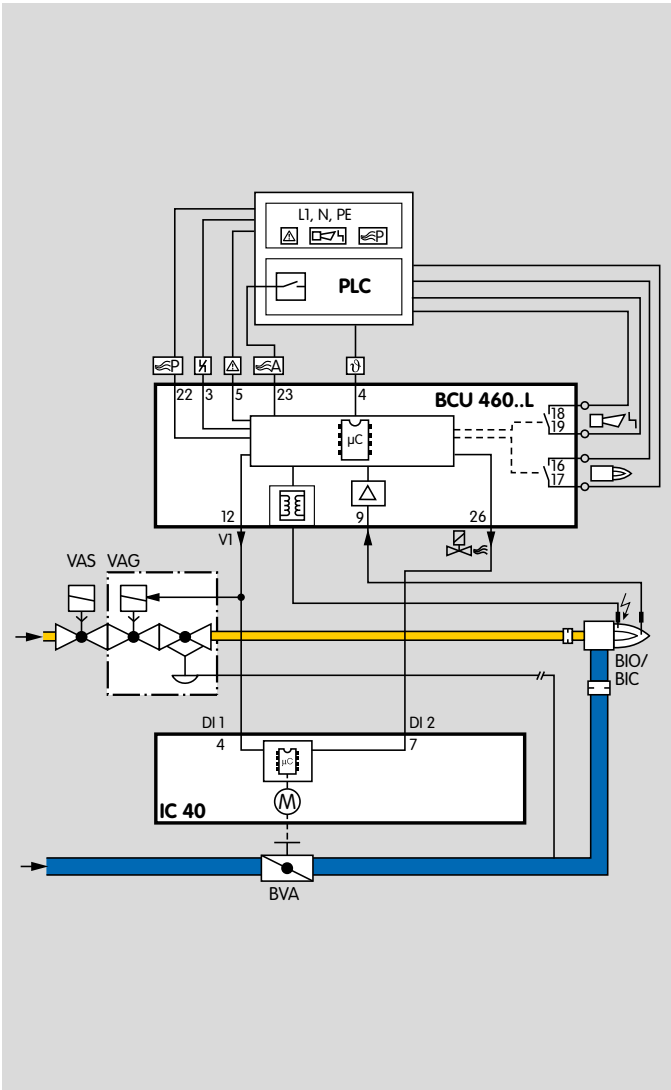 L1, N, PE
P
PLC
P
A
ϑ
22 3 5 23 4
BCU 460..L
18
19
µC
16
17
12
9
26
V1
VAS VAG
BIO/
BIC
DI 1
DI 2
4
7
µC
M
IC 40
BVA